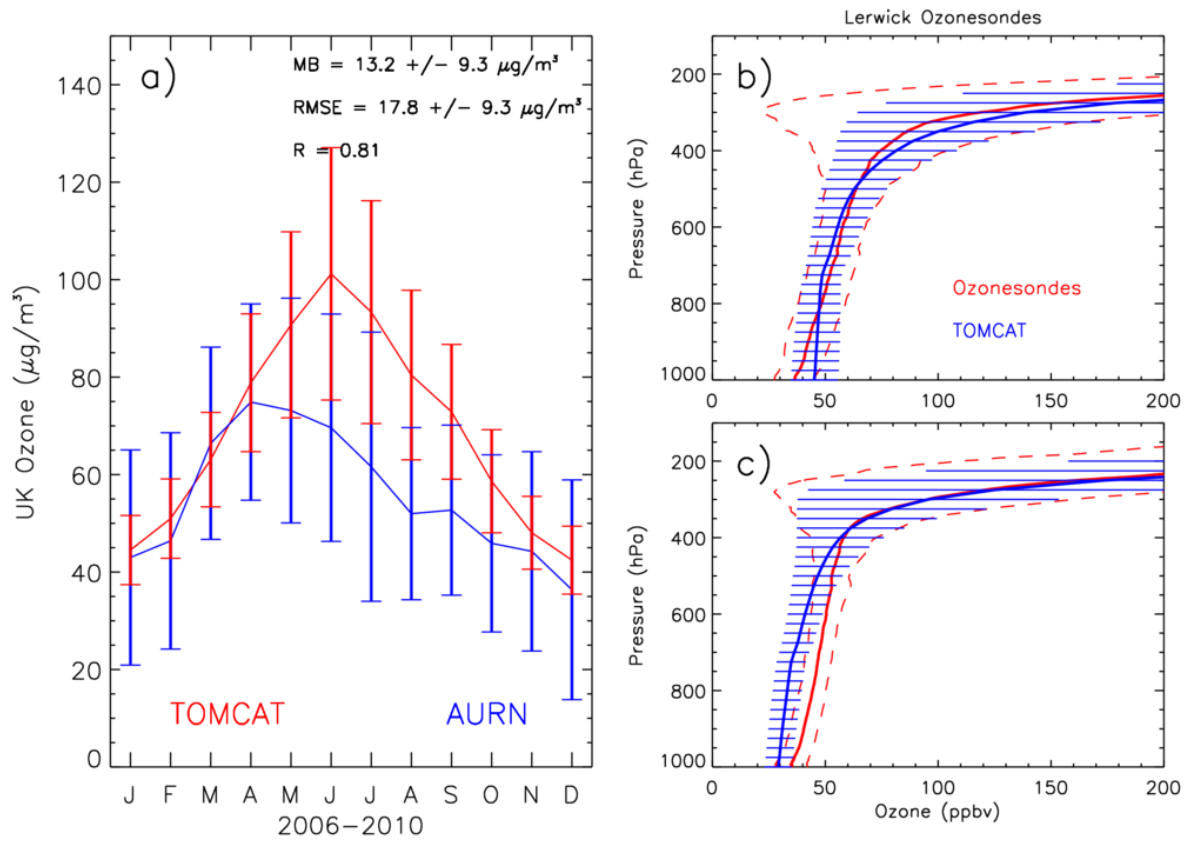 a)
MB = 13.2 +/- 9.3 μg/m³
RMSE = 17.8 +/- 9.3 μg/m³
R = 0.81
UK Ozone (μg/m³)
140
120
100
80
60
40
20
0
TOMCAT
AURN
J F M A M J J A S O N D
2006-2010
Lerwick Ozonesondes
b)
Pressure (hPa)
200
400
600
800
1000
Ozonesondes
TOMCAT
0 50 100 150 200
c)
Pressure (hPa)
200
400
600
800
1000
0 50 100 150 200
Ozone (ppbv)